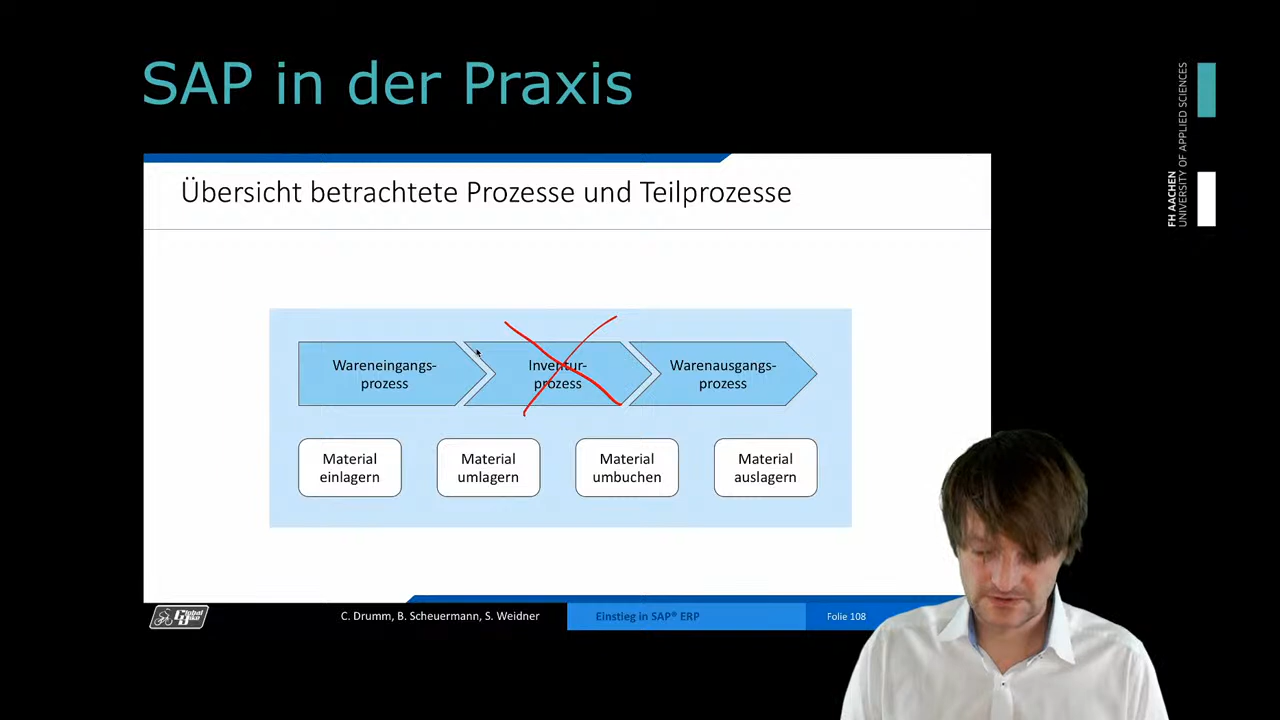 SAP in der Praxis
FH AACHEN
UNIVERSITY OF APPLIED SCIENCES
Übersicht betrachtete Prozesse und Teilprozesse
Wareneingangs-
prozess
Inventur-
prozess
Warenausgangs-
prozess
Material
einlagern
Material
umlagern
Material
umbuchen
Material
auslagern
Global
Bike
C. Drumm, B. Scheuermann, S. Weidner
Einstieg in SAP® ERP
Folie 108